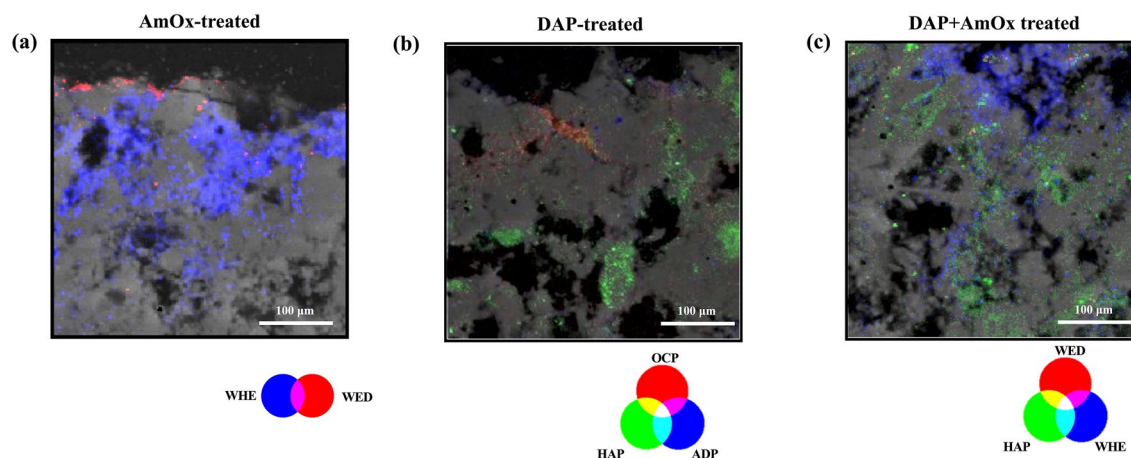 AmOx-treated
DAP-treated
DAP+AmOx treated
(a)
(b)
(c)
100 µm
100 µm
100 µm
WHE
WED
OCP
HAP
ADP
WED
HAP
WHE